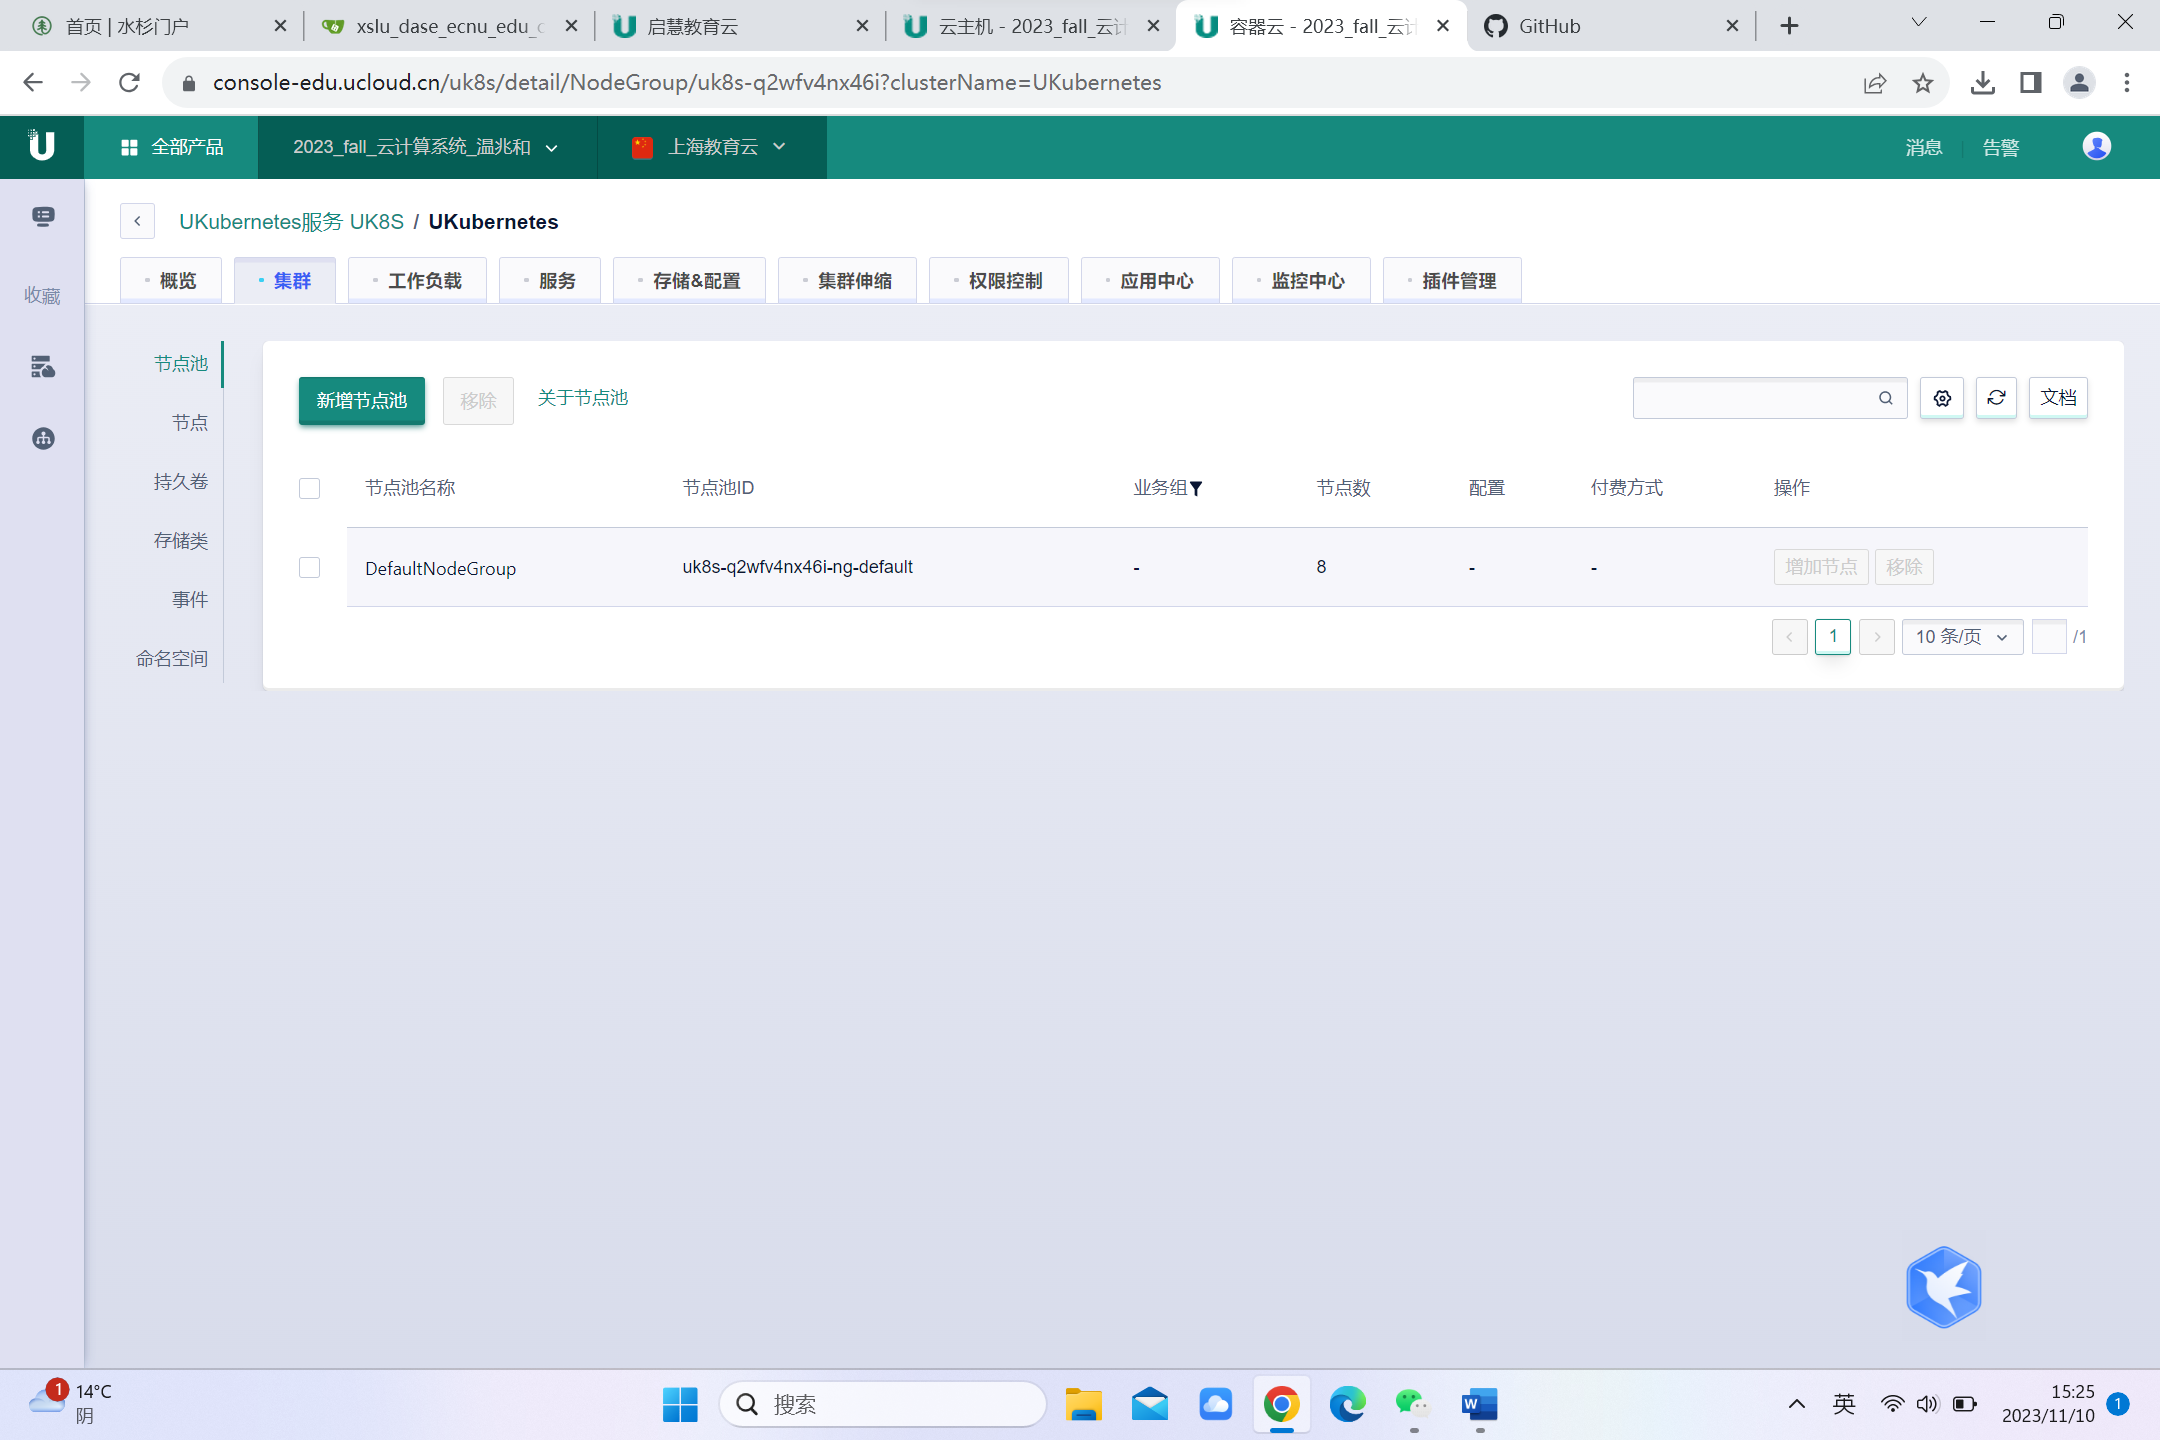 首页 | 水杉门户
xslu_dase_ecnu_edu_c
启慧教育云
云主机 - 2023_fall_云计
容器云 - 2023_fall_云计
GitHub
console-edu.ucloud.cn/uk8s/detail/NodeGroup/uk8s-q2wfv4nx46i?clusterName=UKubernetes
全部产品
2023_fall_云计算系统_温兆和
上海教育云
消息
告警
收藏
UKubernetes服务 UK8S / UKubernetes
概览
集群
工作负载
服务
存储&配置
集群伸缩
权限控制
应用中心
监控中心
插件管理
节点池
节点
持久卷
存储类
事件
命名空间
新增节点池
移除
关于节点池
文档
节点池名称 节点池ID 业务组 节点数 配置 付费方式 操作
DefaultNodeGroup uk8s-q2wfv4nx46i-ng-default - 8 - - 增加节点 移除
1 10 条/页 /1
1
14°C
阴
搜索
W
英
15:25
2023/11/10
1